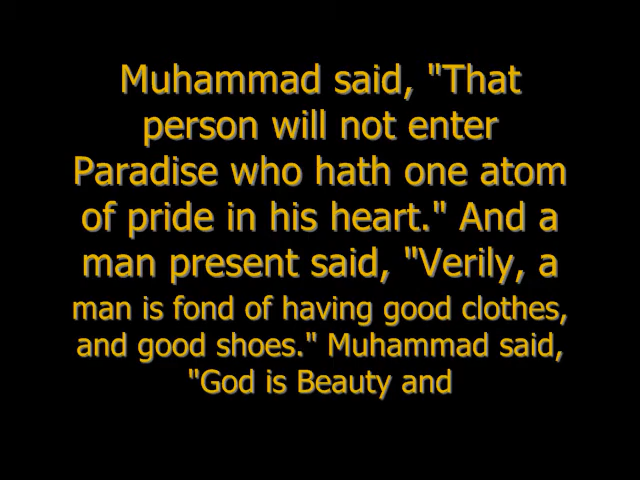 Muhammad said, "That
person will not enter
Paradise who hath one atom
of pride in his heart." And a
man present said, "Verily, a
man is fond of having good clothes,
and good shoes." Muhammad said,
"God is Beauty and